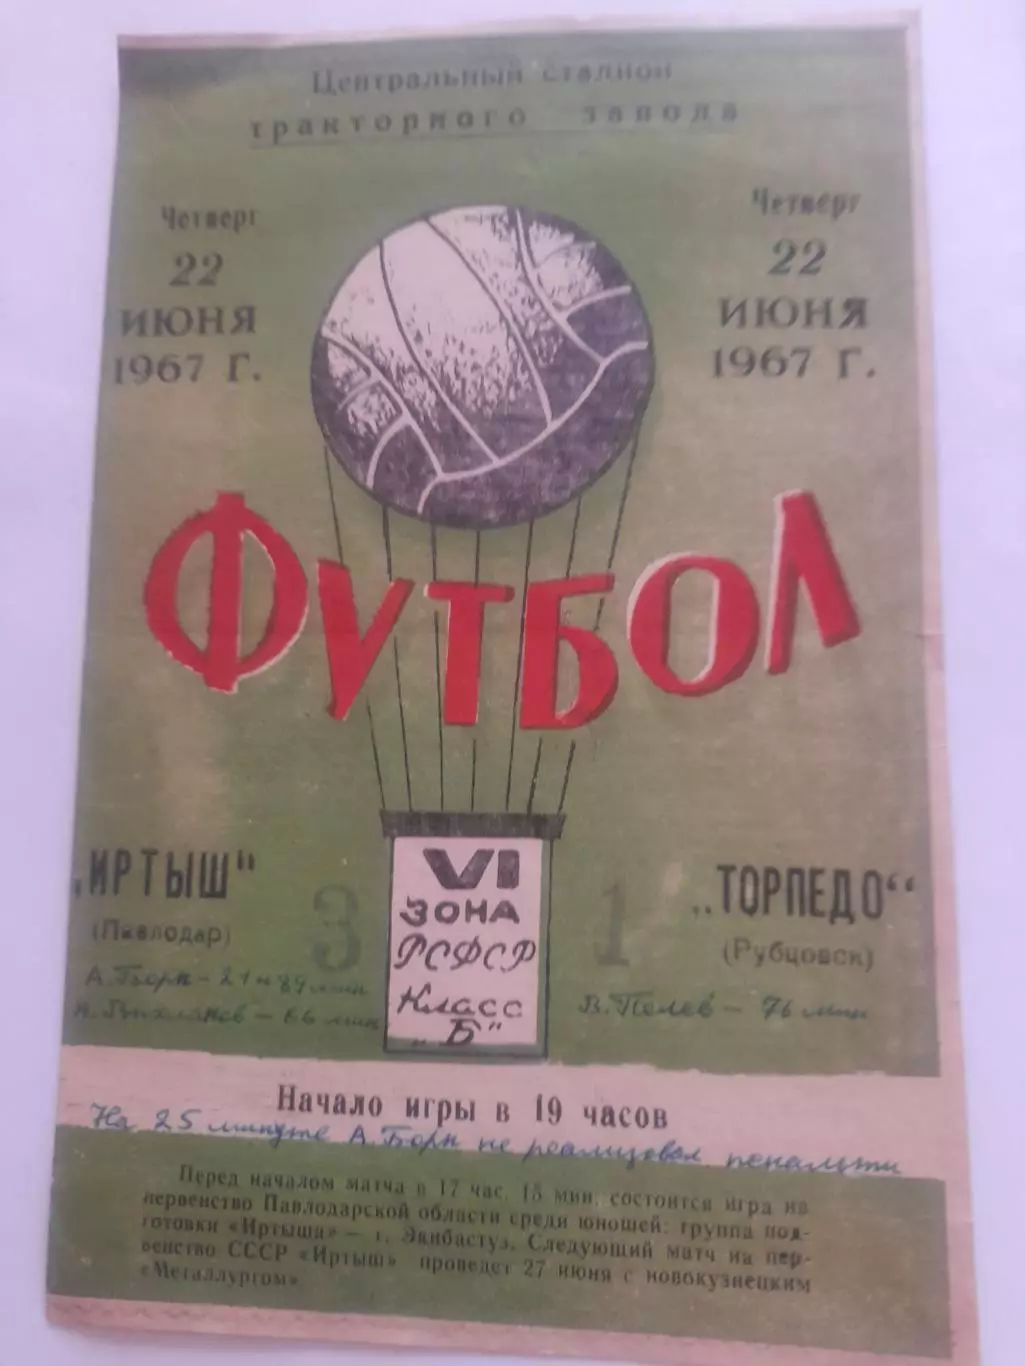 Центральный стадион
тракторного завода
Четверг
22
ИЮНЯ
1967 Г.
Четверг
22
ИЮНЯ
1967 Г.
ФУТБОЛ
„ИРТЫШ“
(Павлодар)
3
VI
ЗОНА
РСФСР
Класс
„Б“
1
„ТОРПЕДО“
(Рубцовск)
А. Борн - 21 и 89 мин
А. - 66 мин
В. Пелев - 76 мин
Начало игры в 19 часов
На 25 минуте А. Борн не реализовал пенальти
Перед началом матча в 17 час. 15 мин. состоится игра на
первенство Павлодарской области среди юношей: группа под-
готовки «Иртыша» — г. Экибастуз. Следующий матч на пер-
венство СССР «Иртыш» проведет 27 июня с новокузнецким
«Металлургом».